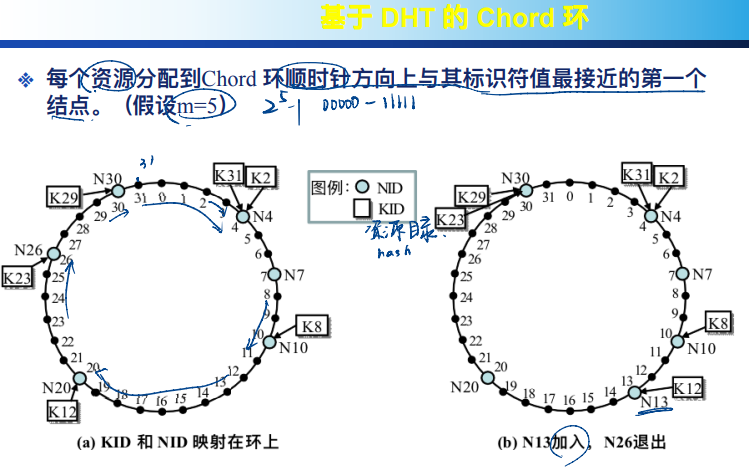 基于 DHT 的 Chord 环
每个资源分配到Chord 环顺时针方向上与其标识符值最接近的第一个
结点。（假设m=5） 2^5-1 00000-11111
31
N30
K31 K2
K29
31 0 1 2
30
29
28
27
N4
4
5
6
N26
26
K23
25
24
23
22
21
7 N7
8
9
10
K8
N10
11
12
13
14
15
16
17
18
19
20
N20
K12
图例： NID
KID
资源目录.
hash
N30
K31 K2
K29
K23
31 0 1 2
3
30
29
28
27
26
25
24
23
22
21
20
N4
4
5
6
7 N7
8
9
10
K8
N10
11
12
13
K12
N13
14
15
16
17
18
19
N20
(a) KID 和 NID 映射在环上
(b) N13加入，N26退出